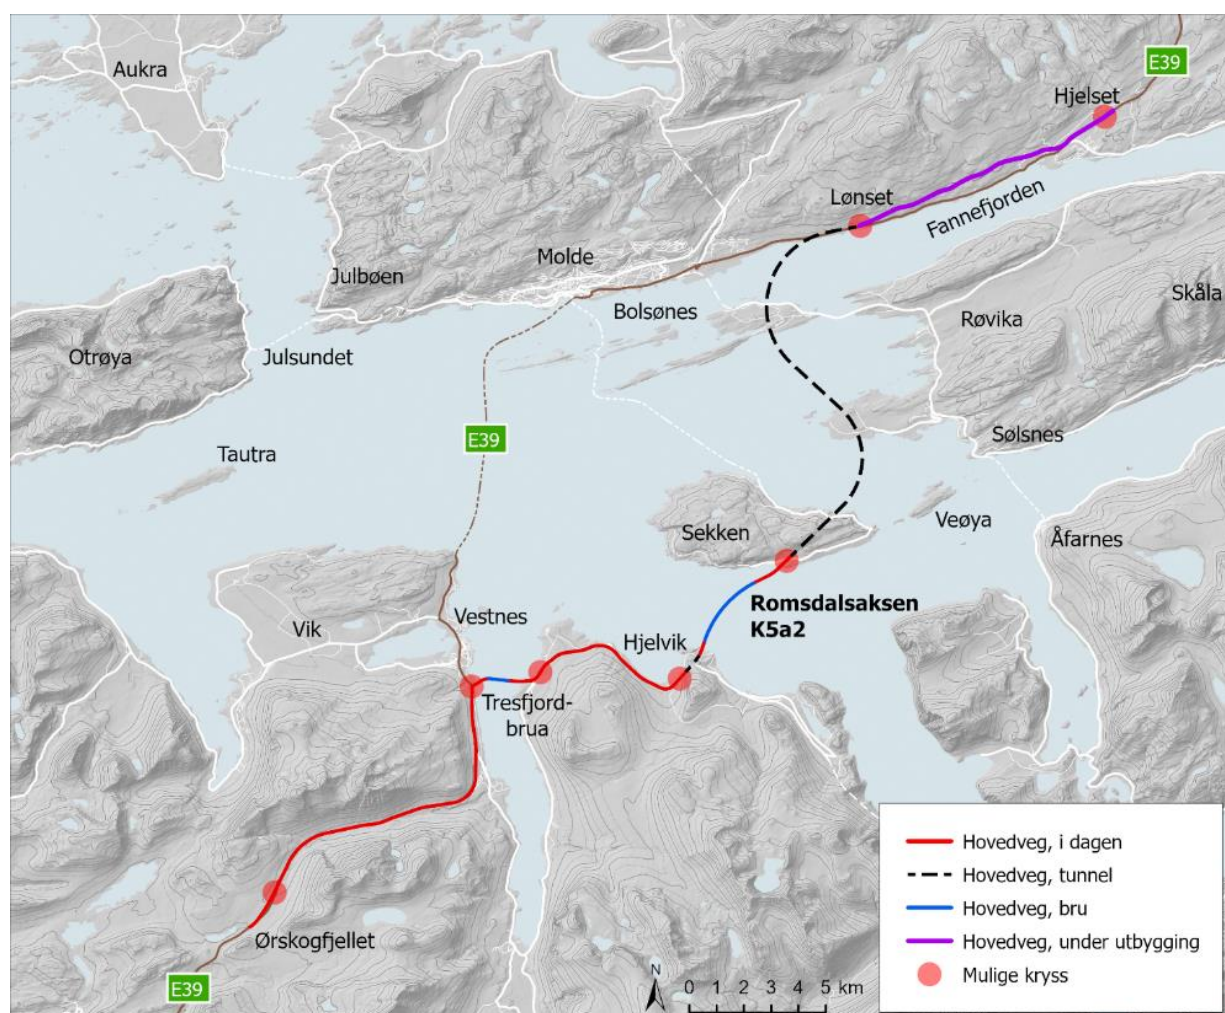 E39
Aukra
Hjelset
Lønset
Fannefjorden
Molde
Julbøen
Skåla
Bolsønes
Røvika
Otrøya
Julsundet
E39
Sølsnes
Tautra
Sekken
Veøya
Åfarnes
Romsdalsaksen
K5a2
Vestnes
Vik
Hjelvik
Tresfjord-
brua
Hovedveg, i dagen
Hovedveg, tunnel
Hovedveg, bru
Hovedveg, under utbygging
Mulige kryss
Ørskogfjellet
E39
N
0 1 2 3 4 5 km